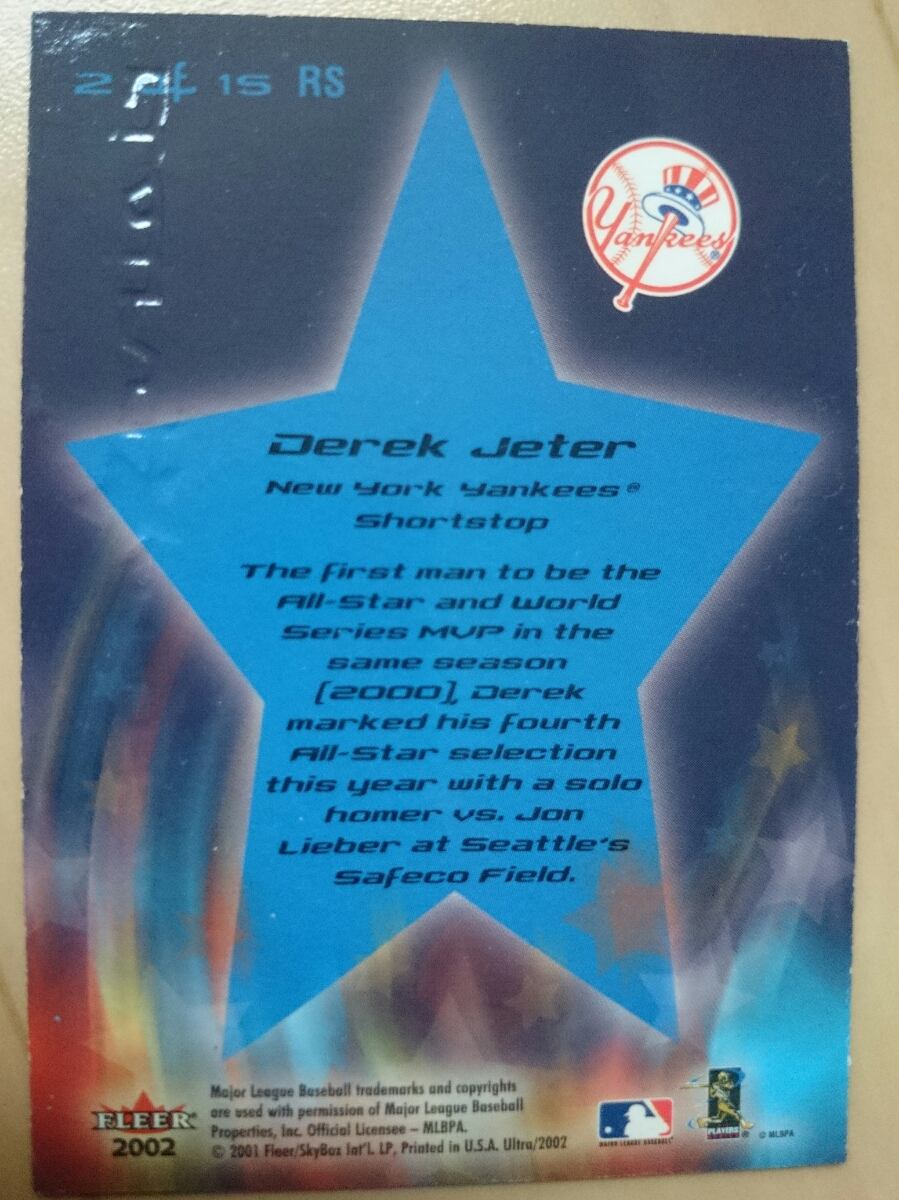 2 of 15 RS
Yankees®
Derek Jeter
New York Yankees®
Shortstop
The first man to be the
All-Star and World
Series MVP in the
same season
(2000), Derek
marked his fourth
All-Star selection
this year with a solo
homer vs. Jon
Lieber at Seattle's
Safeco Field.
FLEER®
2002
Major League Baseball trademarks and copyrights
are used with permission of Major League Baseball
Properties, Inc. Official Licensee – MLBPA.
© 2001 Fleer/SkyBox Int'l. LP, Printed in U.S.A. Ultra/2002
MAJOR LEAGUE BASEBALL®
PLAYERS
© MLBPA